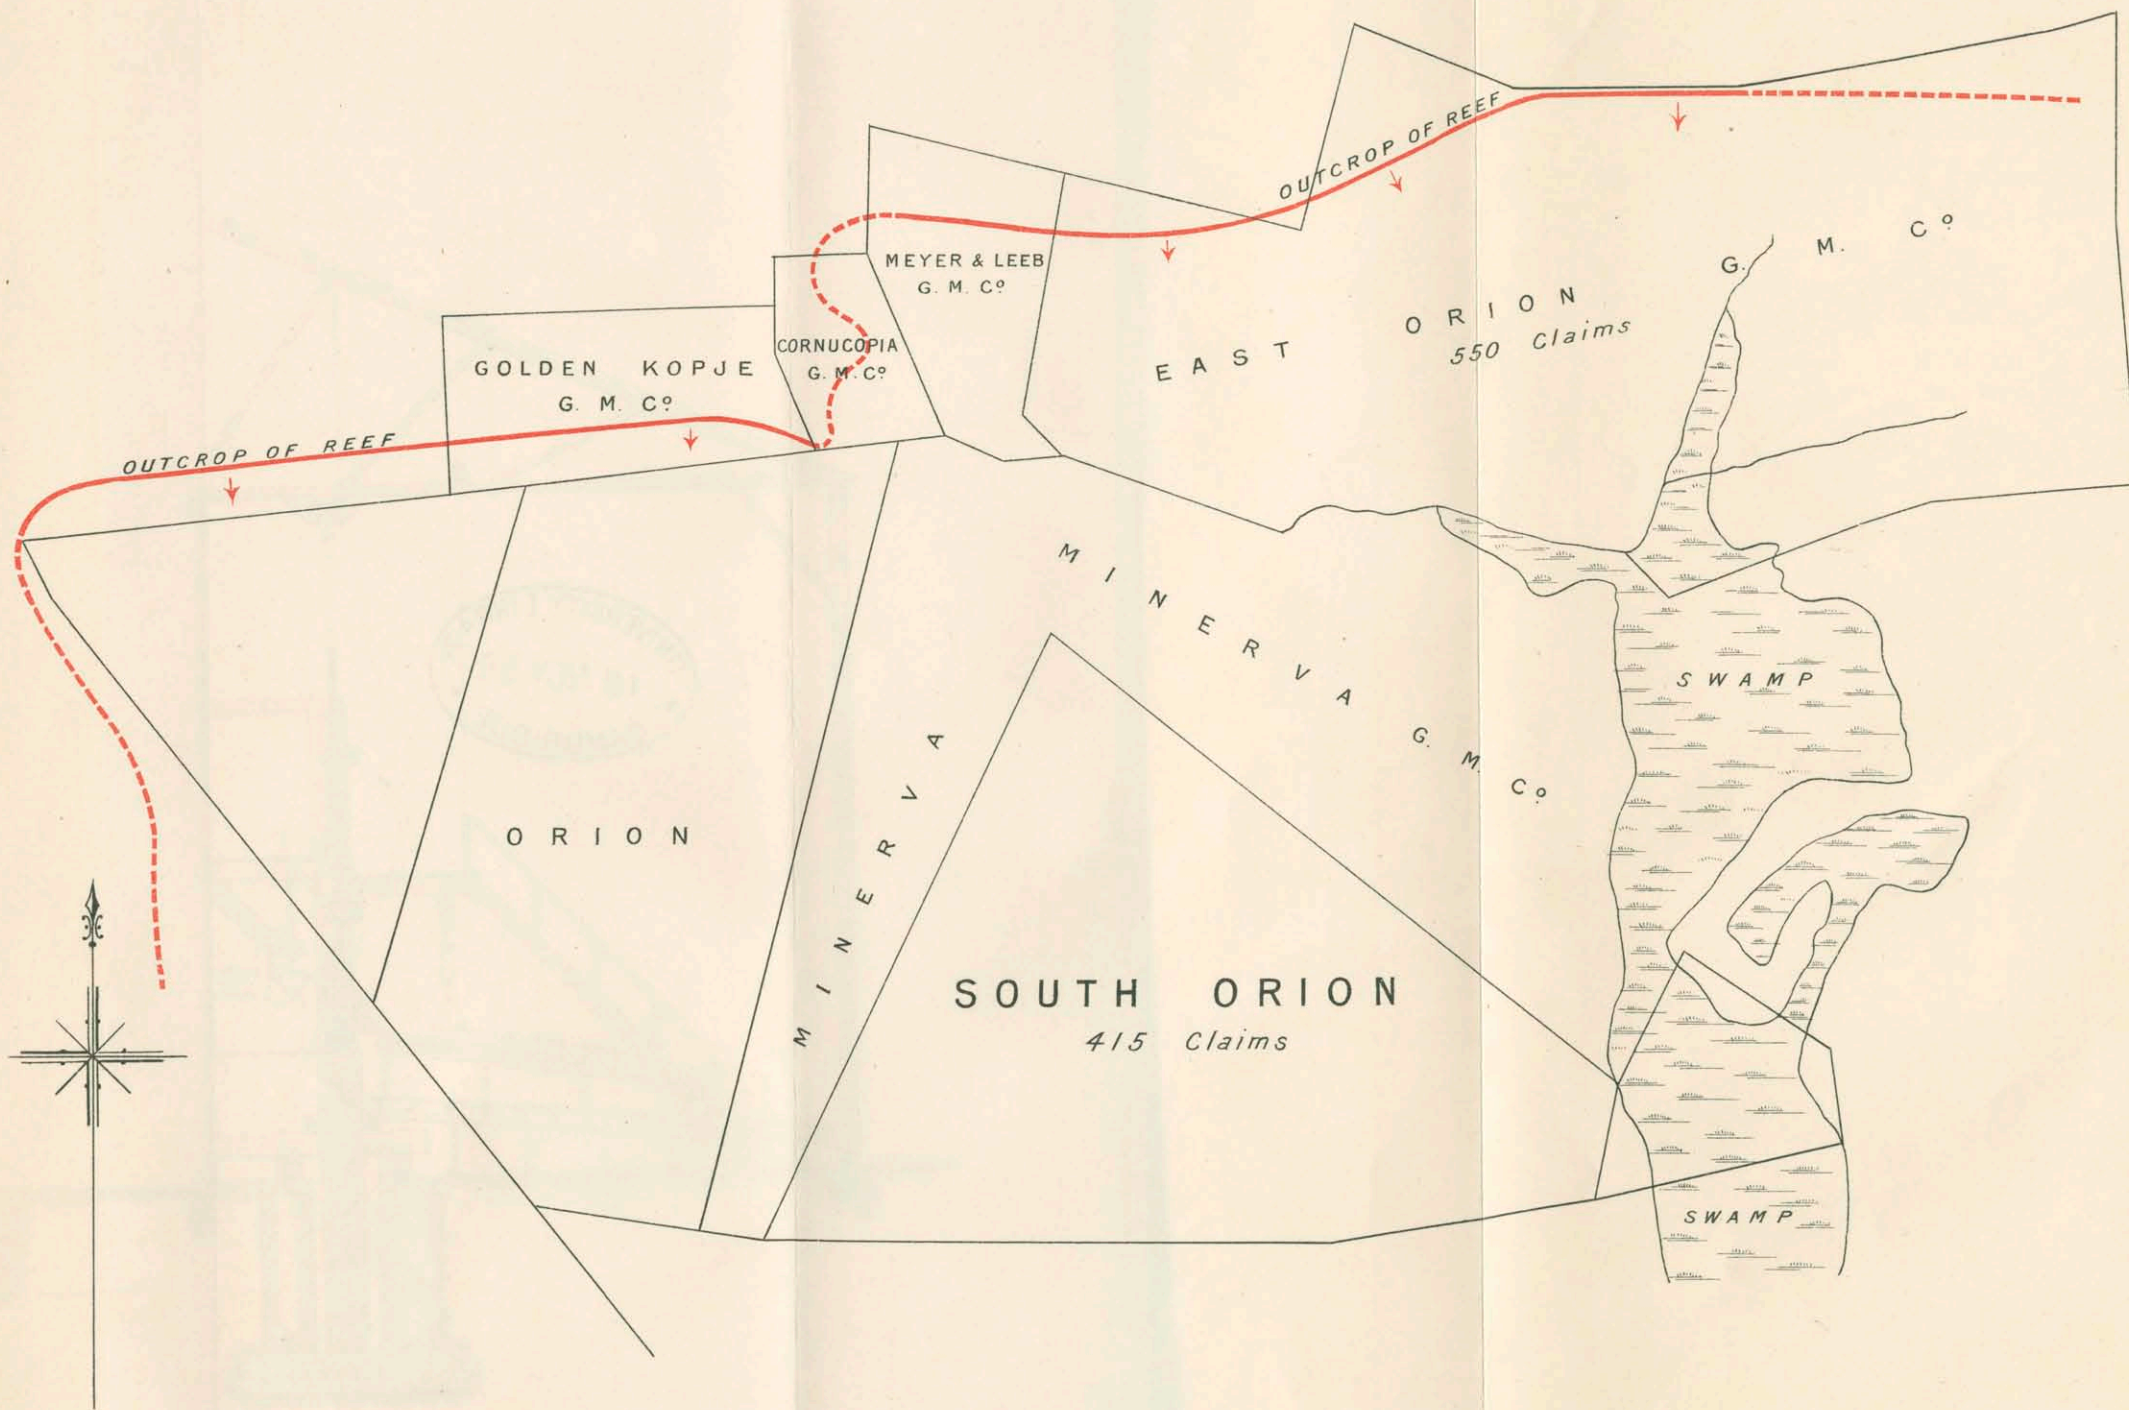 OUTCROP OF REEF
MEYER & LEEB
G. M. Cº
G. M. Cº
EAST ORION
550 Claims
CORNUCOPIA
G. M. Cº
GOLDEN KOPJE
G. M. Cº
OUTCROP OF REEF
MINERVA G. M. Cº
SWAMP
ORION
MINERVA
SOUTH ORION
415 Claims
SWAMP